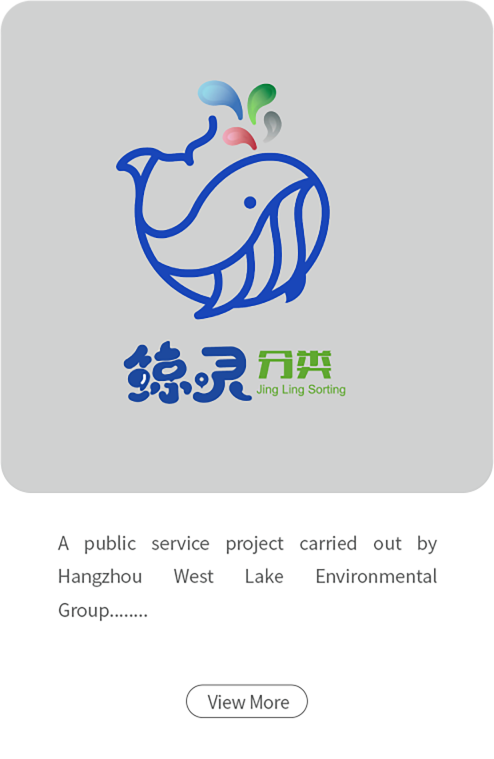 鲸灵分类
Jing Ling Sorting
A public service project carried out by
Hangzhou West Lake Environmental
Group........
View More